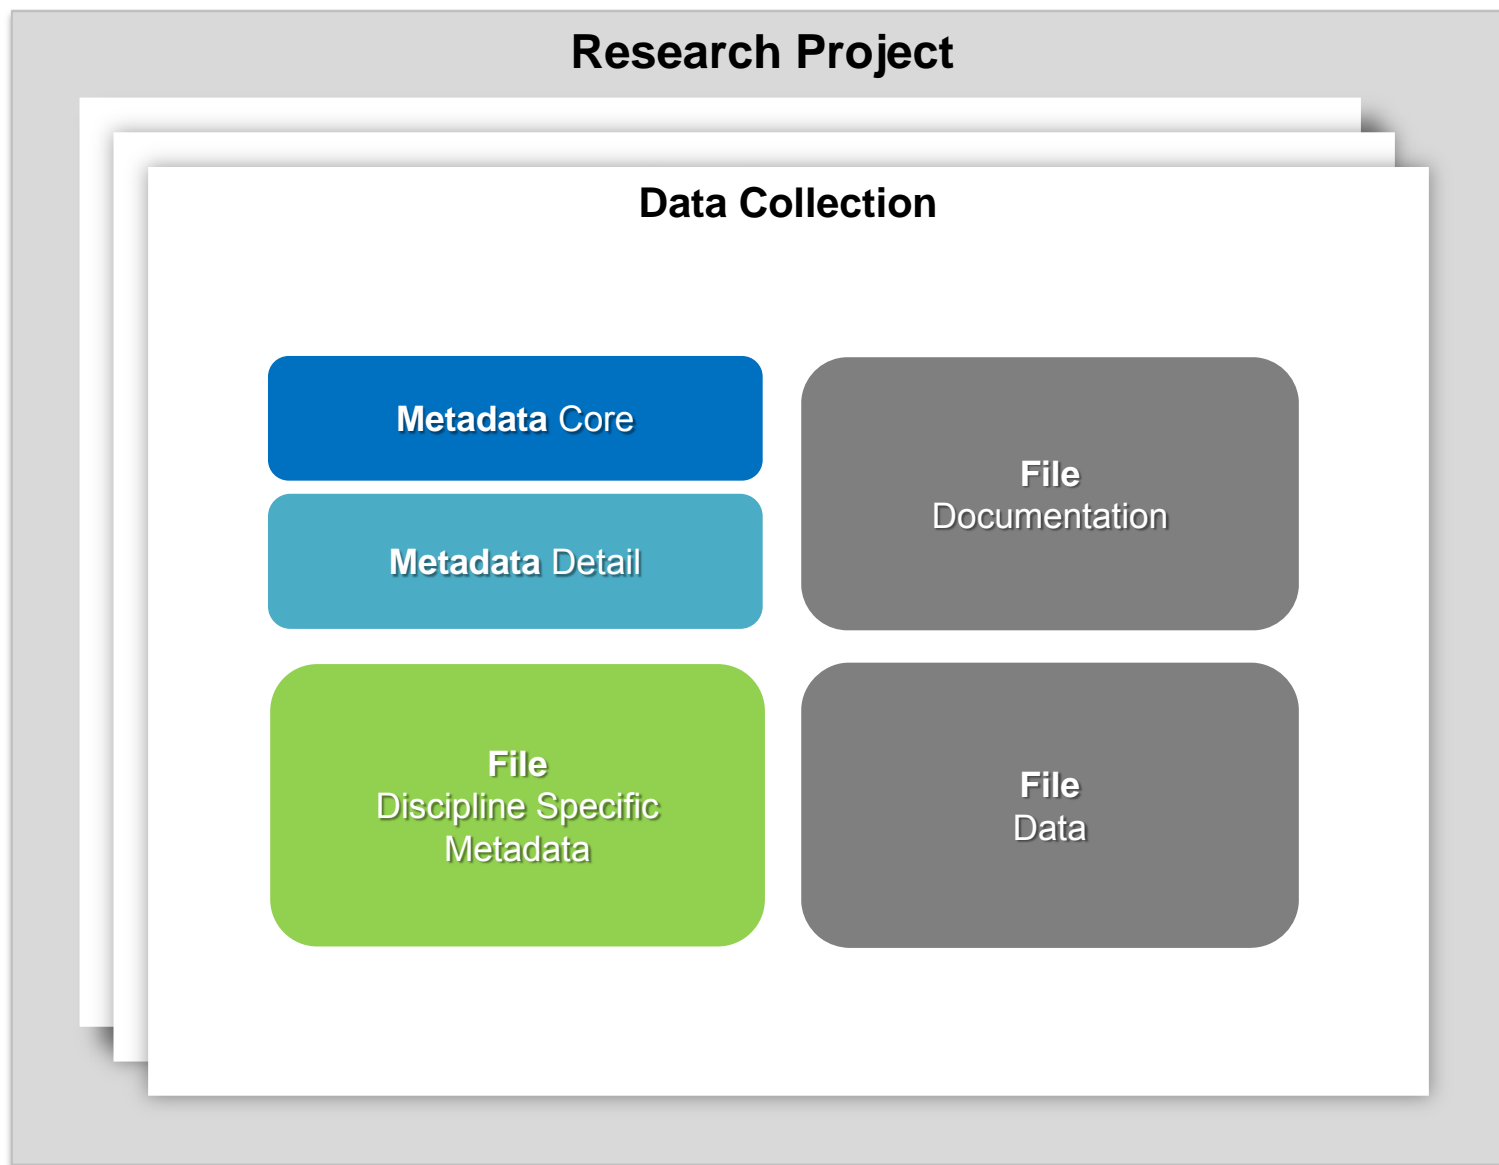 Research Project
Data Collection
Metadata Core
Metadata Detail
File
Documentation
File
Discipline Specific
Metadata
File
Data